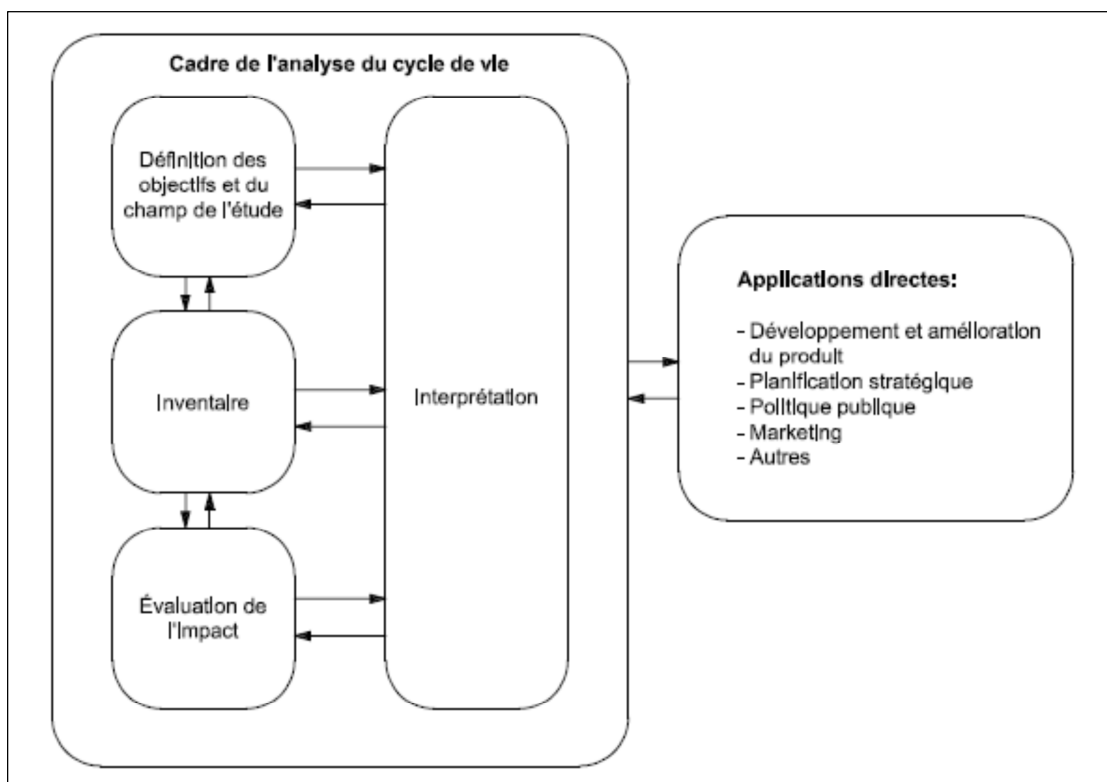 Cadre de l'analyse du cycle de vie
Définition des
objectifs et du
champ de l'étude
Inventaire
Évaluation de
l'impact
Interprétation
Applications directes:
- Développement et amélioration
du produit
- Planification stratégique
- Politique publique
- Marketing
- Autres